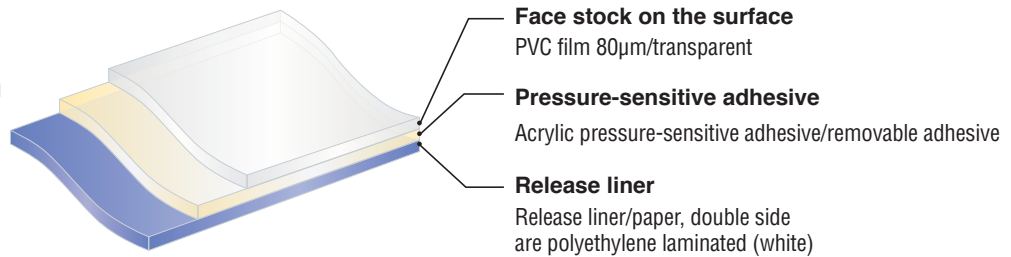 Face stock on the surface
PVC film 80µm/transparent
Pressure-sensitive adhesive
Acrylic pressure-sensitive adhesive/removable adhesive
Release liner
Release liner/paper, double side
are polyethylene laminated (white)